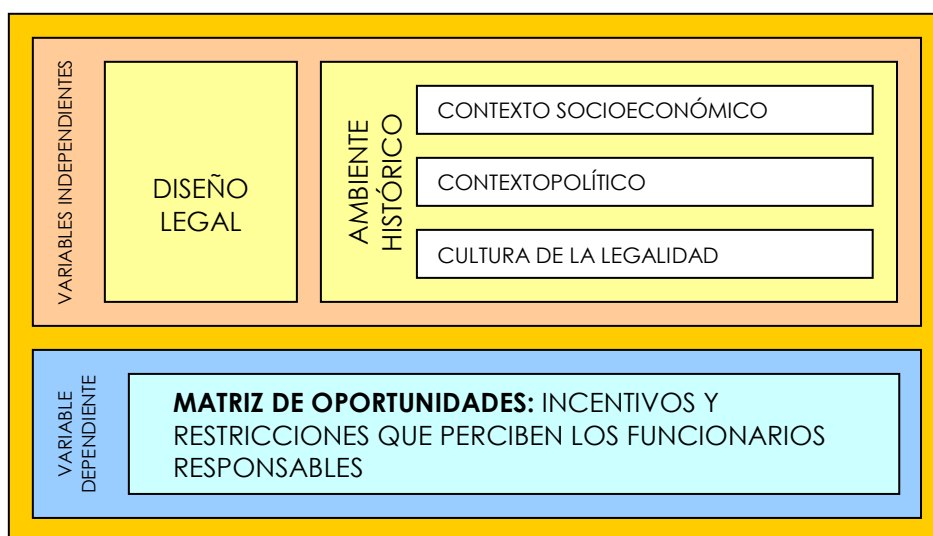 VARIABLES INDEPENDIENTES
DISEÑO
LEGAL
AMBIENTE
HISTÓRICO
CONTEXTO SOCIOECONÓMICO
CONTEXTOPOLÍTICO
CULTURA DE LA LEGALIDAD
VARIABLE
DEPENDIENTE
MATRIZ DE OPORTUNIDADES: INCENTIVOS Y
RESTRICCIONES QUE PERCIBEN LOS FUNCIONARIOS
RESPONSABLES